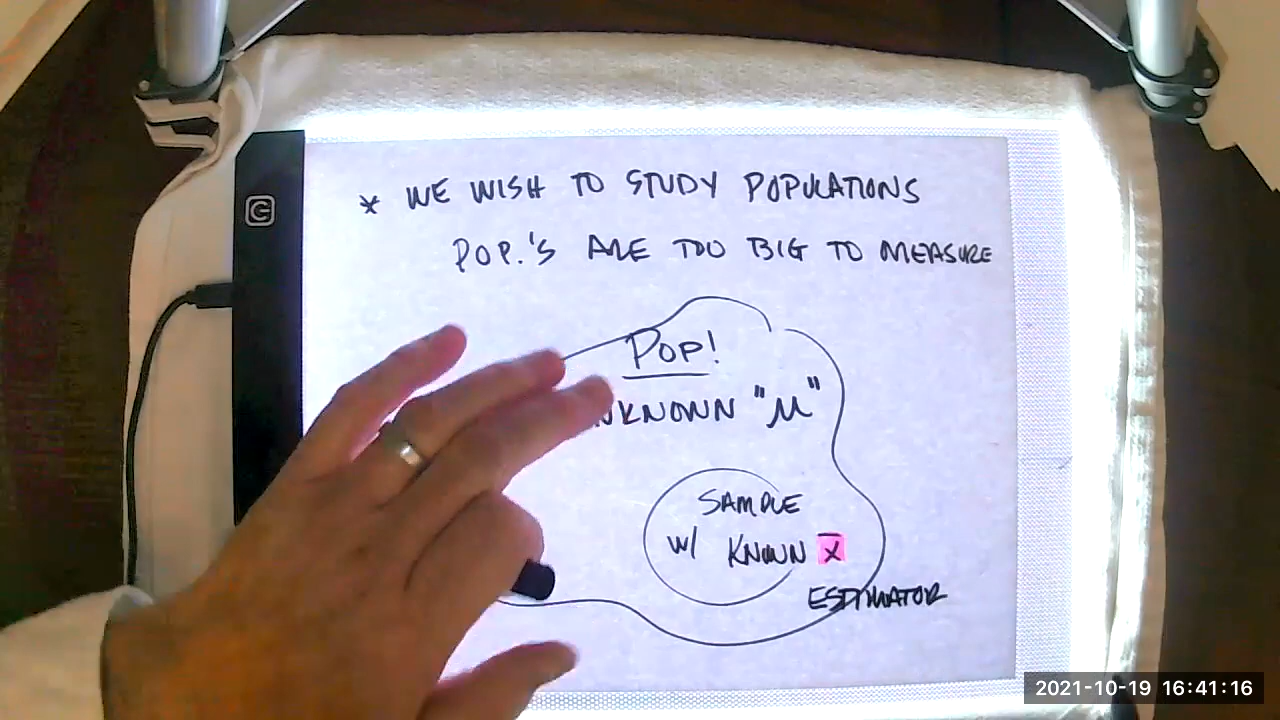 * WE WISH TO STUDY POPULATIONS
POP.'S ARE TOO BIG TO MEASURE
POP!
NKNOWN "μ"
SAMPLE
W/ KNOWN x̄
ESTIMATOR
2021-10-19 16:41:16